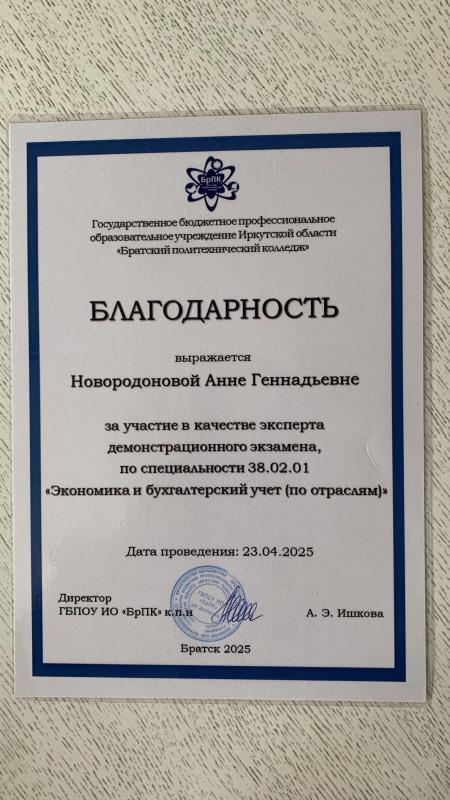 БрПК
Государственное бюджетное профессиональное
образовательное учреждение Иркутской области
«Братский политехнический колледж»
БЛАГОДАРНОСТЬ
выражается
Новородоновой Анне Геннадьевне
за участие в качестве эксперта
демонстрационного экзамена,
по специальности 38.02.01
«Экономика и бухгалтерский учет (по отраслям)»
Дата проведения: 23.04.2025
Директор
ГБПОУ ИО «БрПК» к.п.н
А. Э. Ишкова
Братск 2025